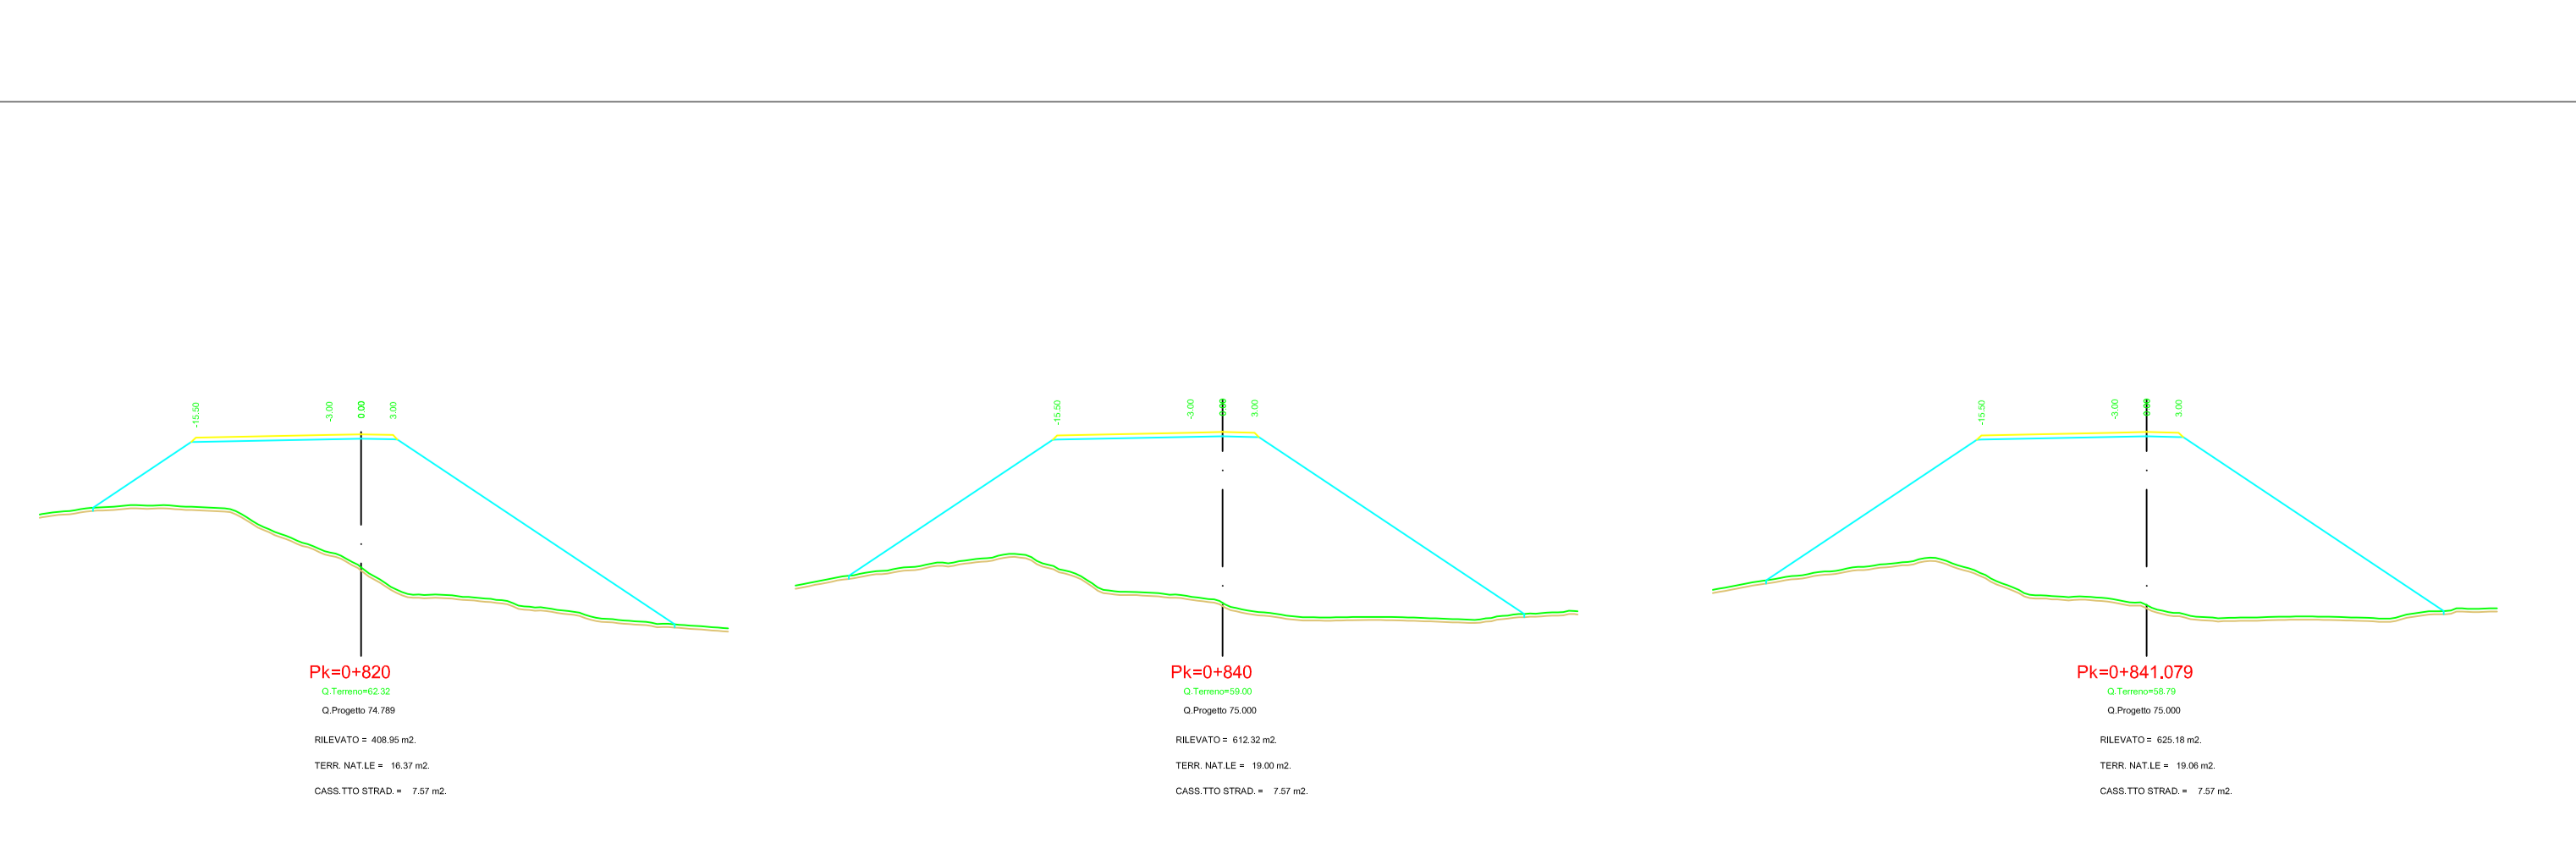 -15.50 -3.00 0.00 3.00
Pk=0+820
Q.Terreno=62.32
Q.Progetto 74.789
RILEVATO = 408.95 m2.
TERR. NAT.LE = 16.37 m2.
CASS.TTO STRAD. = 7.57 m2.
-15.50 -3.00 0.00 3.00
Pk=0+840
Q.Terreno=59.00
Q.Progetto 75.000
RILEVATO = 612.32 m2.
TERR. NAT.LE = 19.00 m2.
CASS.TTO STRAD. = 7.57 m2.
-15.50 -3.00 0.00 3.00
Pk=0+841.079
Q.Terreno=58.79
Q.Progetto 75.000
RILEVATO = 625.18 m2.
TERR. NAT.LE = 19.06 m2.
CASS.TTO STRAD. = 7.57 m2.